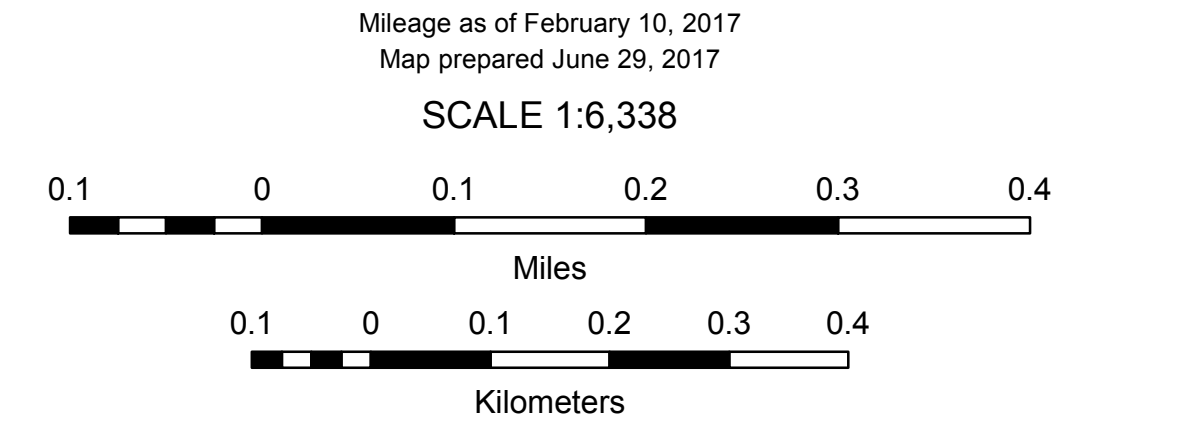 Mileage as of February 10, 2017
Map prepared June 29, 2017
SCALE 1:6,338
0.1 0 0.1 0.2 0.3 0.4
Miles
0.1 0 0.1 0.2 0.3 0.4
Kilometers